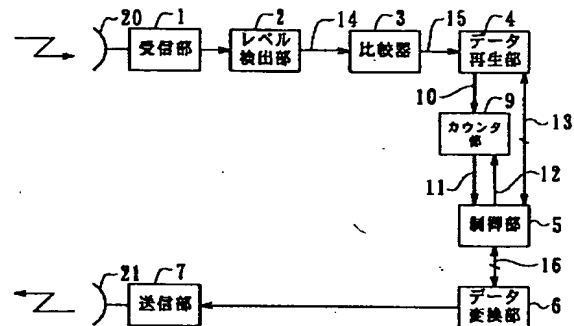 20
1
受信部
2
レベル
検出部
14
3
比較器
15
4
データ
再生部
10
9
カウンタ
部
13
11
12
制御部
5
16
21
7
送信部
データ
変換部
6